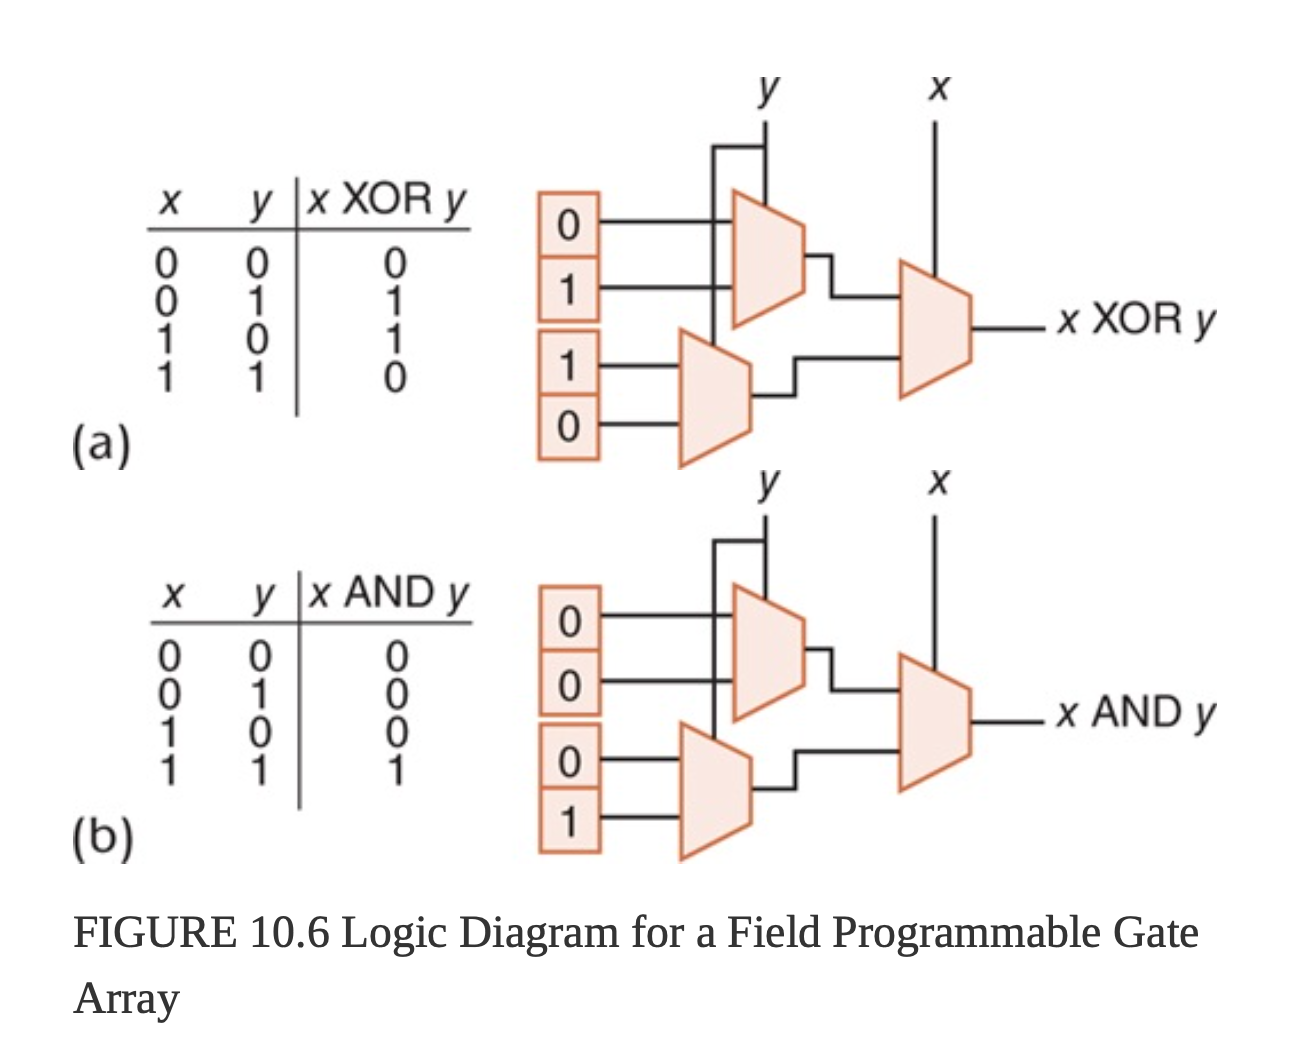 y x
x y x XOR y
0 0 0
0 1 1
1 0 1
1 1 0
0
1
1
0
x XOR y
(a)
y x
x y x AND y
0 0 0
0 1 0
1 0 0
1 1 1
0
0
0
1
x AND y
(b)
FIGURE 10.6 Logic Diagram for a Field Programmable Gate
Array